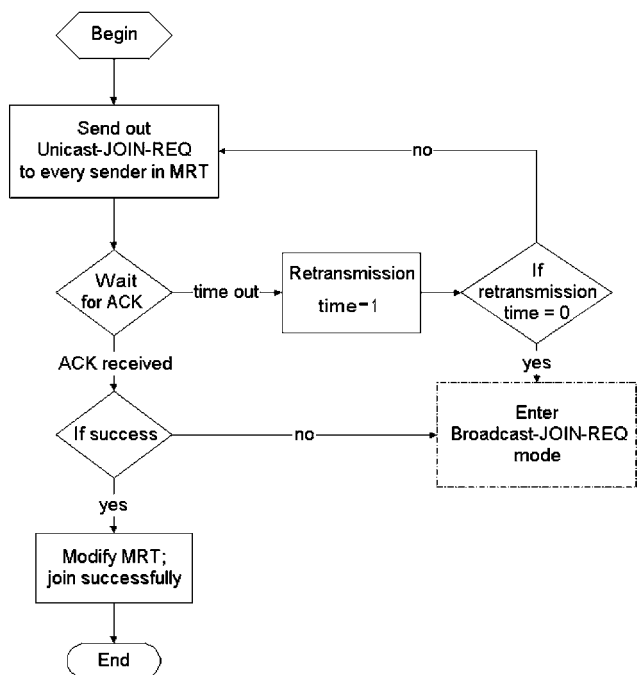 Begin
Send out
Unicast-JOIN-REQ
to every sender in MRT
no
Wait
for ACK
time out
Retransmission
time-1
If
retransmission
time = 0
ACK received
yes
If success
no
Enter
Broadcast-JOIN-REQ
mode
yes
Modify MRT;
join successfully
End